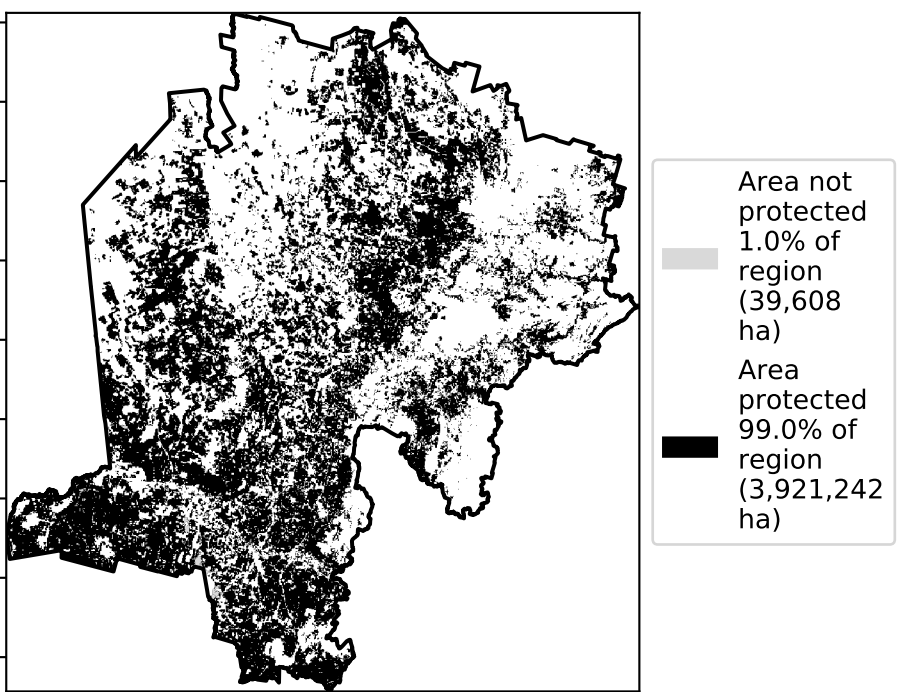 Area not
protected
1.0% of
region
(39,608
ha)
Area
protected
99.0% of
region
(3,921,242
ha)